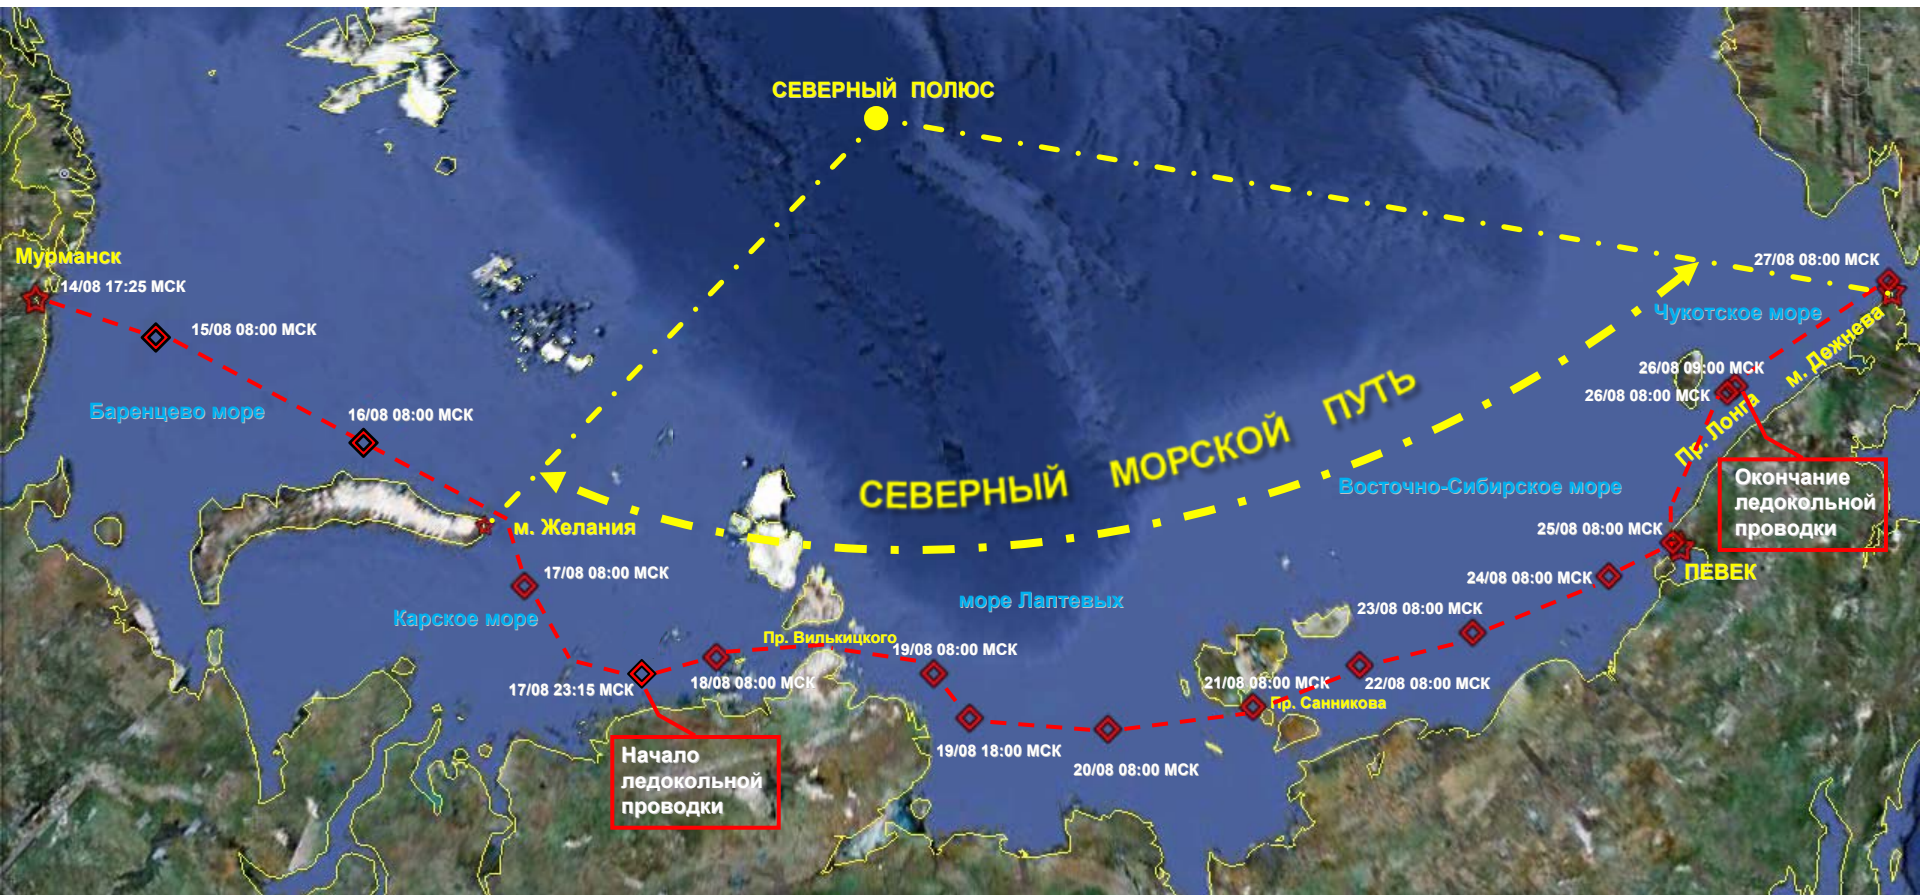 СЕВЕРНЫЙ ПОЛЮС
Мурманск
14/08 17:25 МСК
27/08 08:00 МСК
15/08 08:00 МСК
Чукотское море
м. Дежнева
Баренцево море
16/08 08:00 МСК
26/08 09:00 МСК
26/08 08:00 МСК
Пр. Лонга
СЕВЕРНЫЙ МОРСКОЙ ПУТЬ
Восточно-Сибирское море
Окончание
ледокольной
проводки
м. Желания
25/08 08:00 МСК
17/08 08:00 МСК
24/08 08:00 МСК
ПЕВЕК
море Лаптевых
23/08 08:00 МСК
Карское море
Пр. Вилькицкого
19/08 08:00 МСК
17/08 23:15 МСК
18/08 08:00 МСК
21/08 08:00 МСК
22/08 08:00 МСК
Пр. Санникова
19/08 18:00 МСК
20/08 08:00 МСК
Начало
ледокольной
проводки